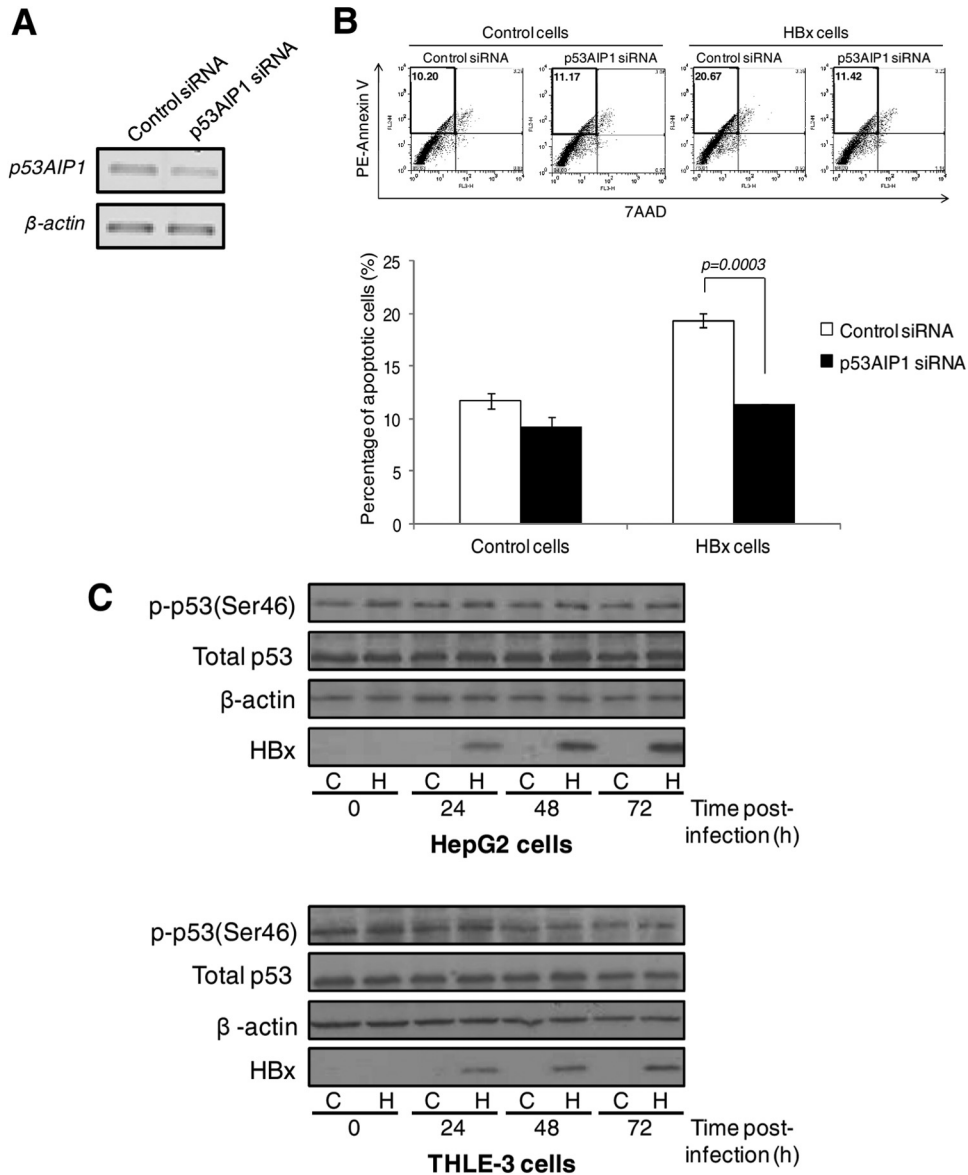 A
Control siRNA
p53AIP1 siRNA
p53AIP1
β-actin
B
Control cells
HBx cells
Control siRNA
p53AIP1 siRNA
Control siRNA
p53AIP1 siRNA
10.20
11.17
20.67
11.42
PE-Annexin V
FL2-H
FL3-H
7AAD
Percentage of apoptotic cells (%)
25
20
15
10
5
0
p=0.0003
Control siRNA
p53AIP1 siRNA
Control cells
HBx cells
C
p-p53(Ser46)
Total p53
β-actin
HBx
C H C H C H C H
0 24 48 72
Time post-
infection (h)
HepG2 cells
p-p53(Ser46)
Total p53
β -actin
HBx
C H C H C H C H
0 24 48 72
Time post-
infection (h)
THLE-3 cells